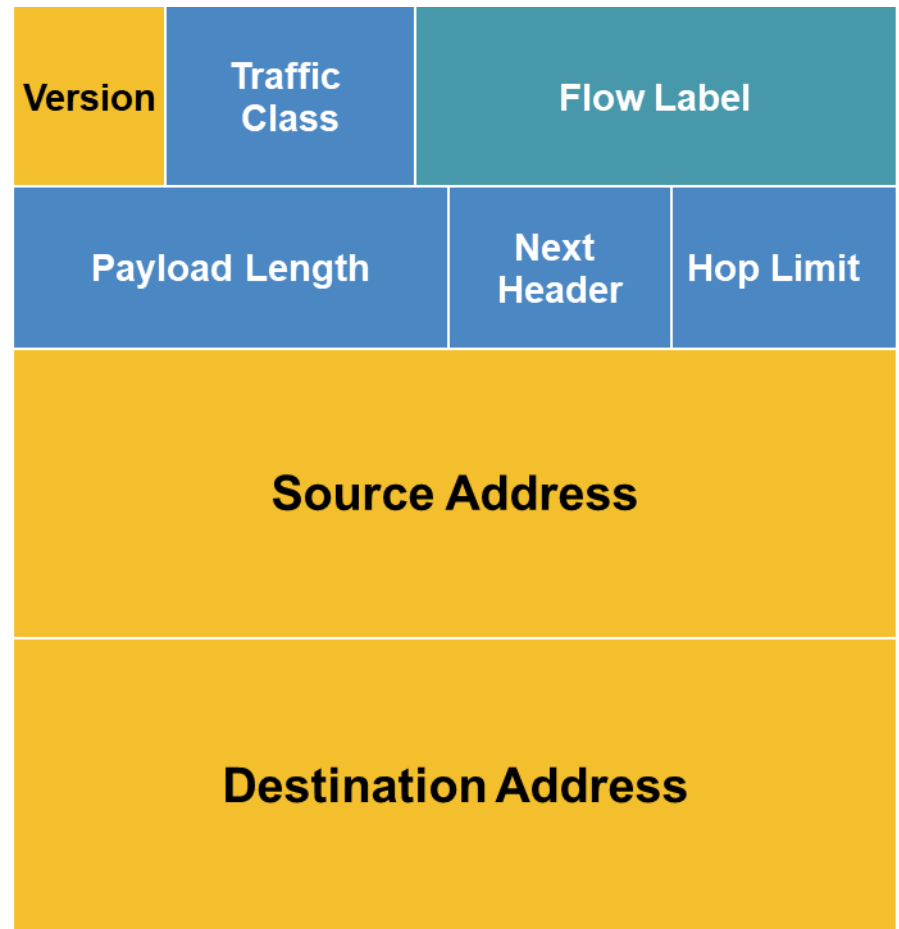 Version
Traffic
Class
Flow Label
Payload Length
Next
Header
Hop Limit
Source Address
Destination Address